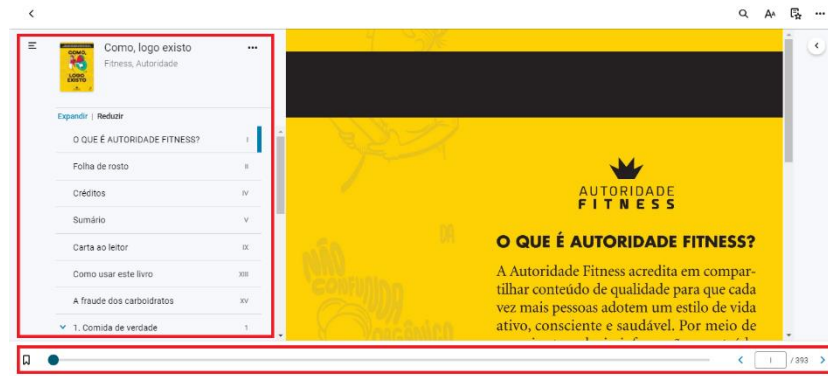 Como, logo existo
Fitness, Autoridade
COMO,
LOGO
EXISTO
Expandir | Reduzir
O QUE É AUTORIDADE FITNESS? I
Folha de rosto II
Créditos IV
Sumário V
Carta ao leitor IX
Como usar este livro XIII
A fraude dos carboidratos XV
1. Comida de verdade 1
AUTORIDADE
FITNESS
NÃO
CONFUNDA
ORGÂNICO
DA
O QUE É AUTORIDADE FITNESS?
A Autoridade Fitness acredita em compar-
tilhar conteúdo de qualidade para que cada
vez mais pessoas adotem um estilo de vida
ativo, consciente e saudável. Por meio de
I / 393